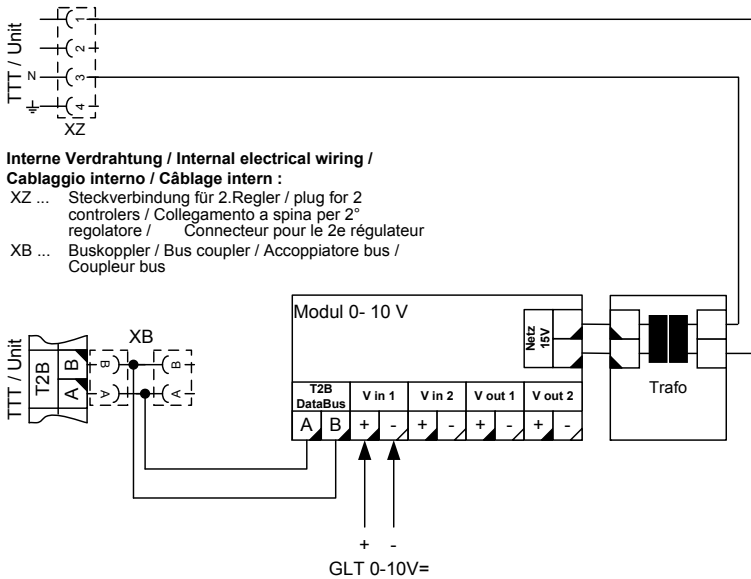 TTT / Unit
1
2
N 3
4
XZ
Interne Verdrahtung / Internal electrical wiring /
Cablaggio interno / Câblage intern :
XZ ... Steckverbindung für 2.Regler / plug for 2
controlers / Collegamento a spina per 2°
regolatore / Connecteur pour le 2e régulateur
XB ... Buskoppler / Bus coupler / Accoppiatore bus /
Coupleur bus
TTT / Unit
T2B
B
A
XB
B
A
B
A
Modul 0- 10 V
Netz
15V
Trafo
T2B
DataBus
V in 1
V in 2
V out 1
V out 2
A B + - + - + - + -
+ -
GLT 0-10V=